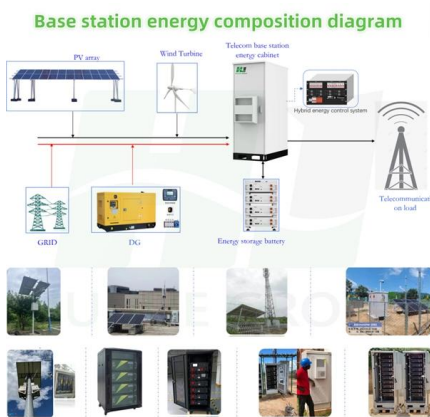 Base station energy composition diagram
PV array
Wind Turbine
Telecom base station
energy cabinet
Hybrid energy control system
Telecommunicati
on load
GRID
DG
Energy storage battery